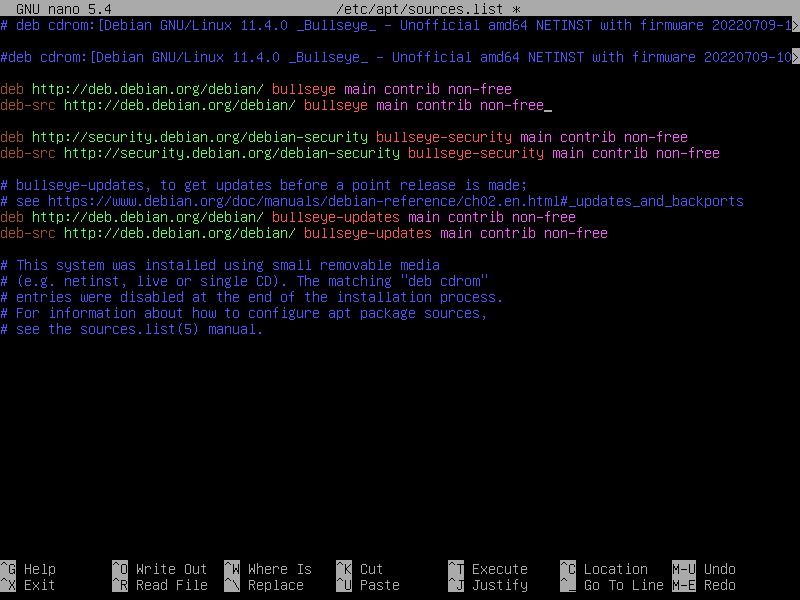 GNU nano 5.4 /etc/apt/sources.list *
# deb cdrom:[Debian GNU/Linux 11.4.0 _Bullseye_ - Unofficial amd64 NETINST with firmware 20220709-1>
#deb cdrom:[Debian GNU/Linux 11.4.0 _Bullseye_ - Unofficial amd64 NETINST with firmware 20220709-10>
deb http://deb.debian.org/debian/ bullseye main contrib non-free
deb-src http://deb.debian.org/debian/ bullseye main contrib non-free_
deb http://security.debian.org/debian-security bullseye-security main contrib non-free
deb-src http://security.debian.org/debian-security bullseye-security main contrib non-free
# bullseye-updates, to get updates before a point release is made;
# see https://www.debian.org/doc/manuals/debian-reference/ch02.en.html#_updates_and_backports
deb http://deb.debian.org/debian/ bullseye-updates main contrib non-free
deb-src http://deb.debian.org/debian/ bullseye-updates main contrib non-free
# This system was installed using small removable media
# (e.g. netinst, live or single CD). The matching "deb cdrom"
# entries were disabled at the end of the installation process.
# For information about how to configure apt package sources,
# see the sources.list(5) manual.
^G Help ^O Write Out ^W Where Is ^K Cut ^T Execute ^C Location M-U Undo
^X Exit ^R Read File ^\ Replace ^U Paste ^J Justify ^_ Go To Line M-E Redo